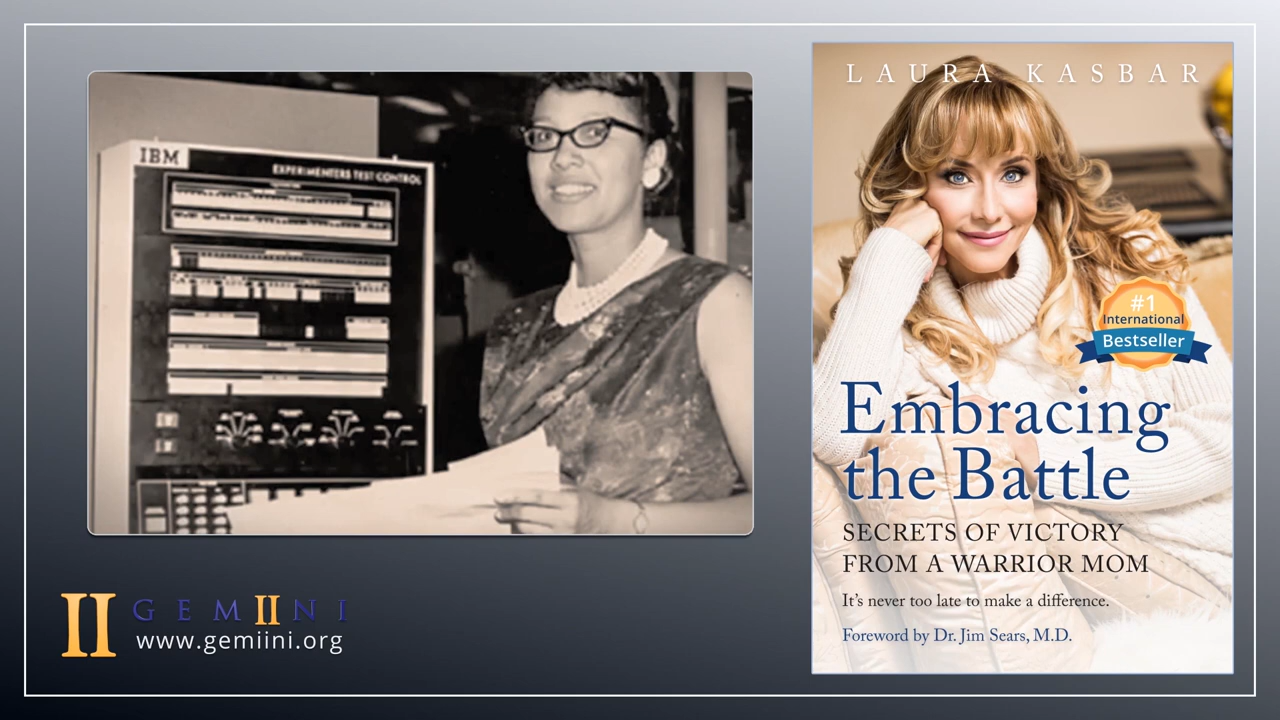 IBM
EXPERIMENTERS TEST CONTROL
GEMIINI
www.gemiini.org
LAURA KASBAR
#1
International
Bestseller
Embracing
the Battle
SECRETS OF VICTORY
FROM A WARRIOR MOM
It's never too late to make a difference.
Foreword by Dr. Jim Sears, M.D.